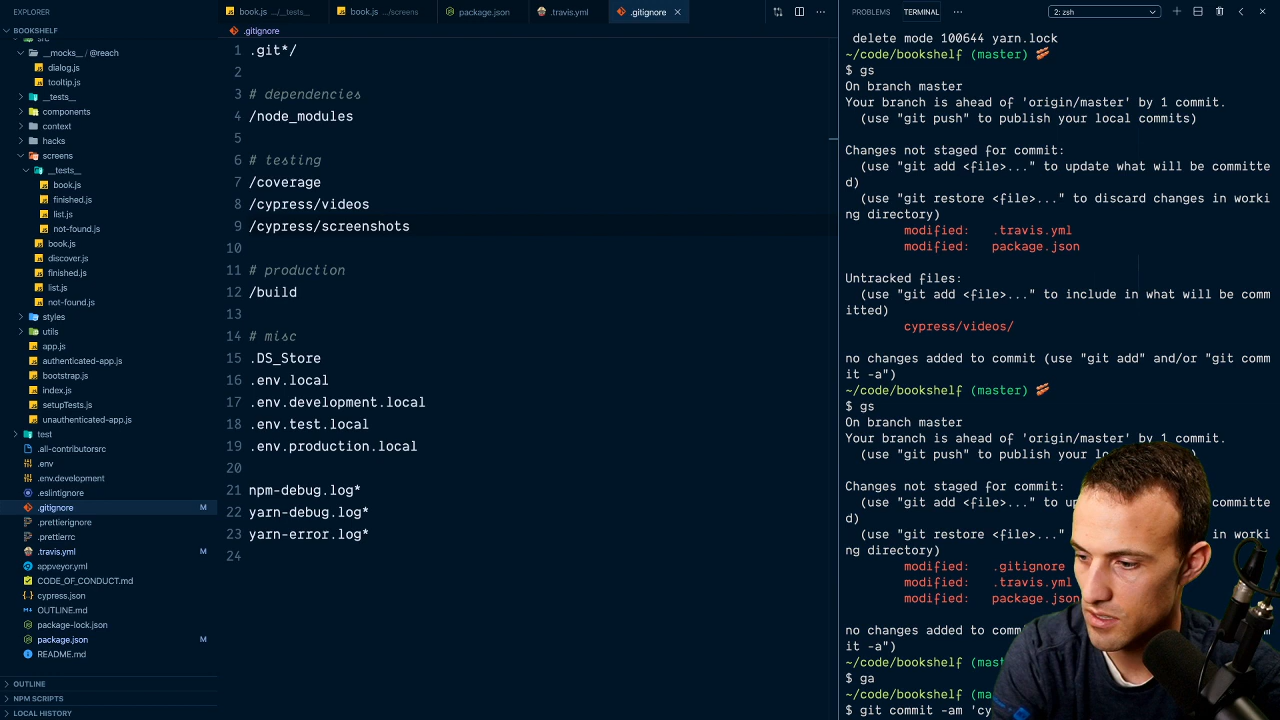 EXPLORER
BOOKSHELF
src
__mocks__/@reach
dialog.js
tooltip.js
__tests__
components
context
hacks
screens
__tests__
book.js
finished.js
list.js
not-found.js
book.js
discover.js
finished.js
list.js
not-found.js
styles
utils
app.js
authenticated-app.js
bootstrap.js
index.js
setupTests.js
unauthenticated-app.js
test
.all-contributorsrc
.env
.env.development
.eslintignore
.gitignore M
.prettierignore
.prettierrc
.travis.yml M
appveyor.yml
CODE_OF_CONDUCT.md
cypress.json
OUTLINE.md
package-lock.json
package.json M
README.md
OUTLINE
NPM SCRIPTS
LOCAL HISTORY
book.js .../__tests__ book.js .../screens package.json .travis.yml .gitignore
.gitignore
1 .git*/
2
3 # dependencies
4 /node_modules
5
6 # testing
7 /coverage
8 /cypress/videos
9 /cypress/screenshots
10
11 # production
12 /build
13
14 # misc
15 .DS_Store
16 .env.local
17 .env.development.local
18 .env.test.local
19 .env.production.local
20
21 npm-debug.log*
22 yarn-debug.log*
23 yarn-error.log*
24
PROBLEMS TERMINAL ··· 2: zsh
delete mode 100644 yarn.lock
~/code/bookshelf (master) 🥓
$ gs
On branch master
Your branch is ahead of 'origin/master' by 1 commit.
(use "git push" to publish your local commits)
Changes not staged for commit:
(use "git add <file>..." to update what will be committe
d)
(use "git restore <file>..." to discard changes in worki
ng directory)
modified: .travis.yml
modified: package.json
Untracked files:
(use "git add <file>..." to include in what will be comm
itted)
cypress/videos/
no changes added to commit (use "git add" and/or "git comm
it -a")
~/code/bookshelf (master) 🥓
$ gs
On branch master
Your branch is ahead of 'origin/master' by 1 commit.
(use "git push" to publish your lo commits)
Changes not staged for commit:
(use "git add <file>..." to u committe
d)
(use "git restore <file>..." in worki
ng directory)
modified: .gitignore
modified: .travis.yml
modified: package.json
no changes added to com "git comm
it -a")
~/code/bookshelf (mast
$ ga
~/code/bookshelf (ma
$ git commit -am 'cy